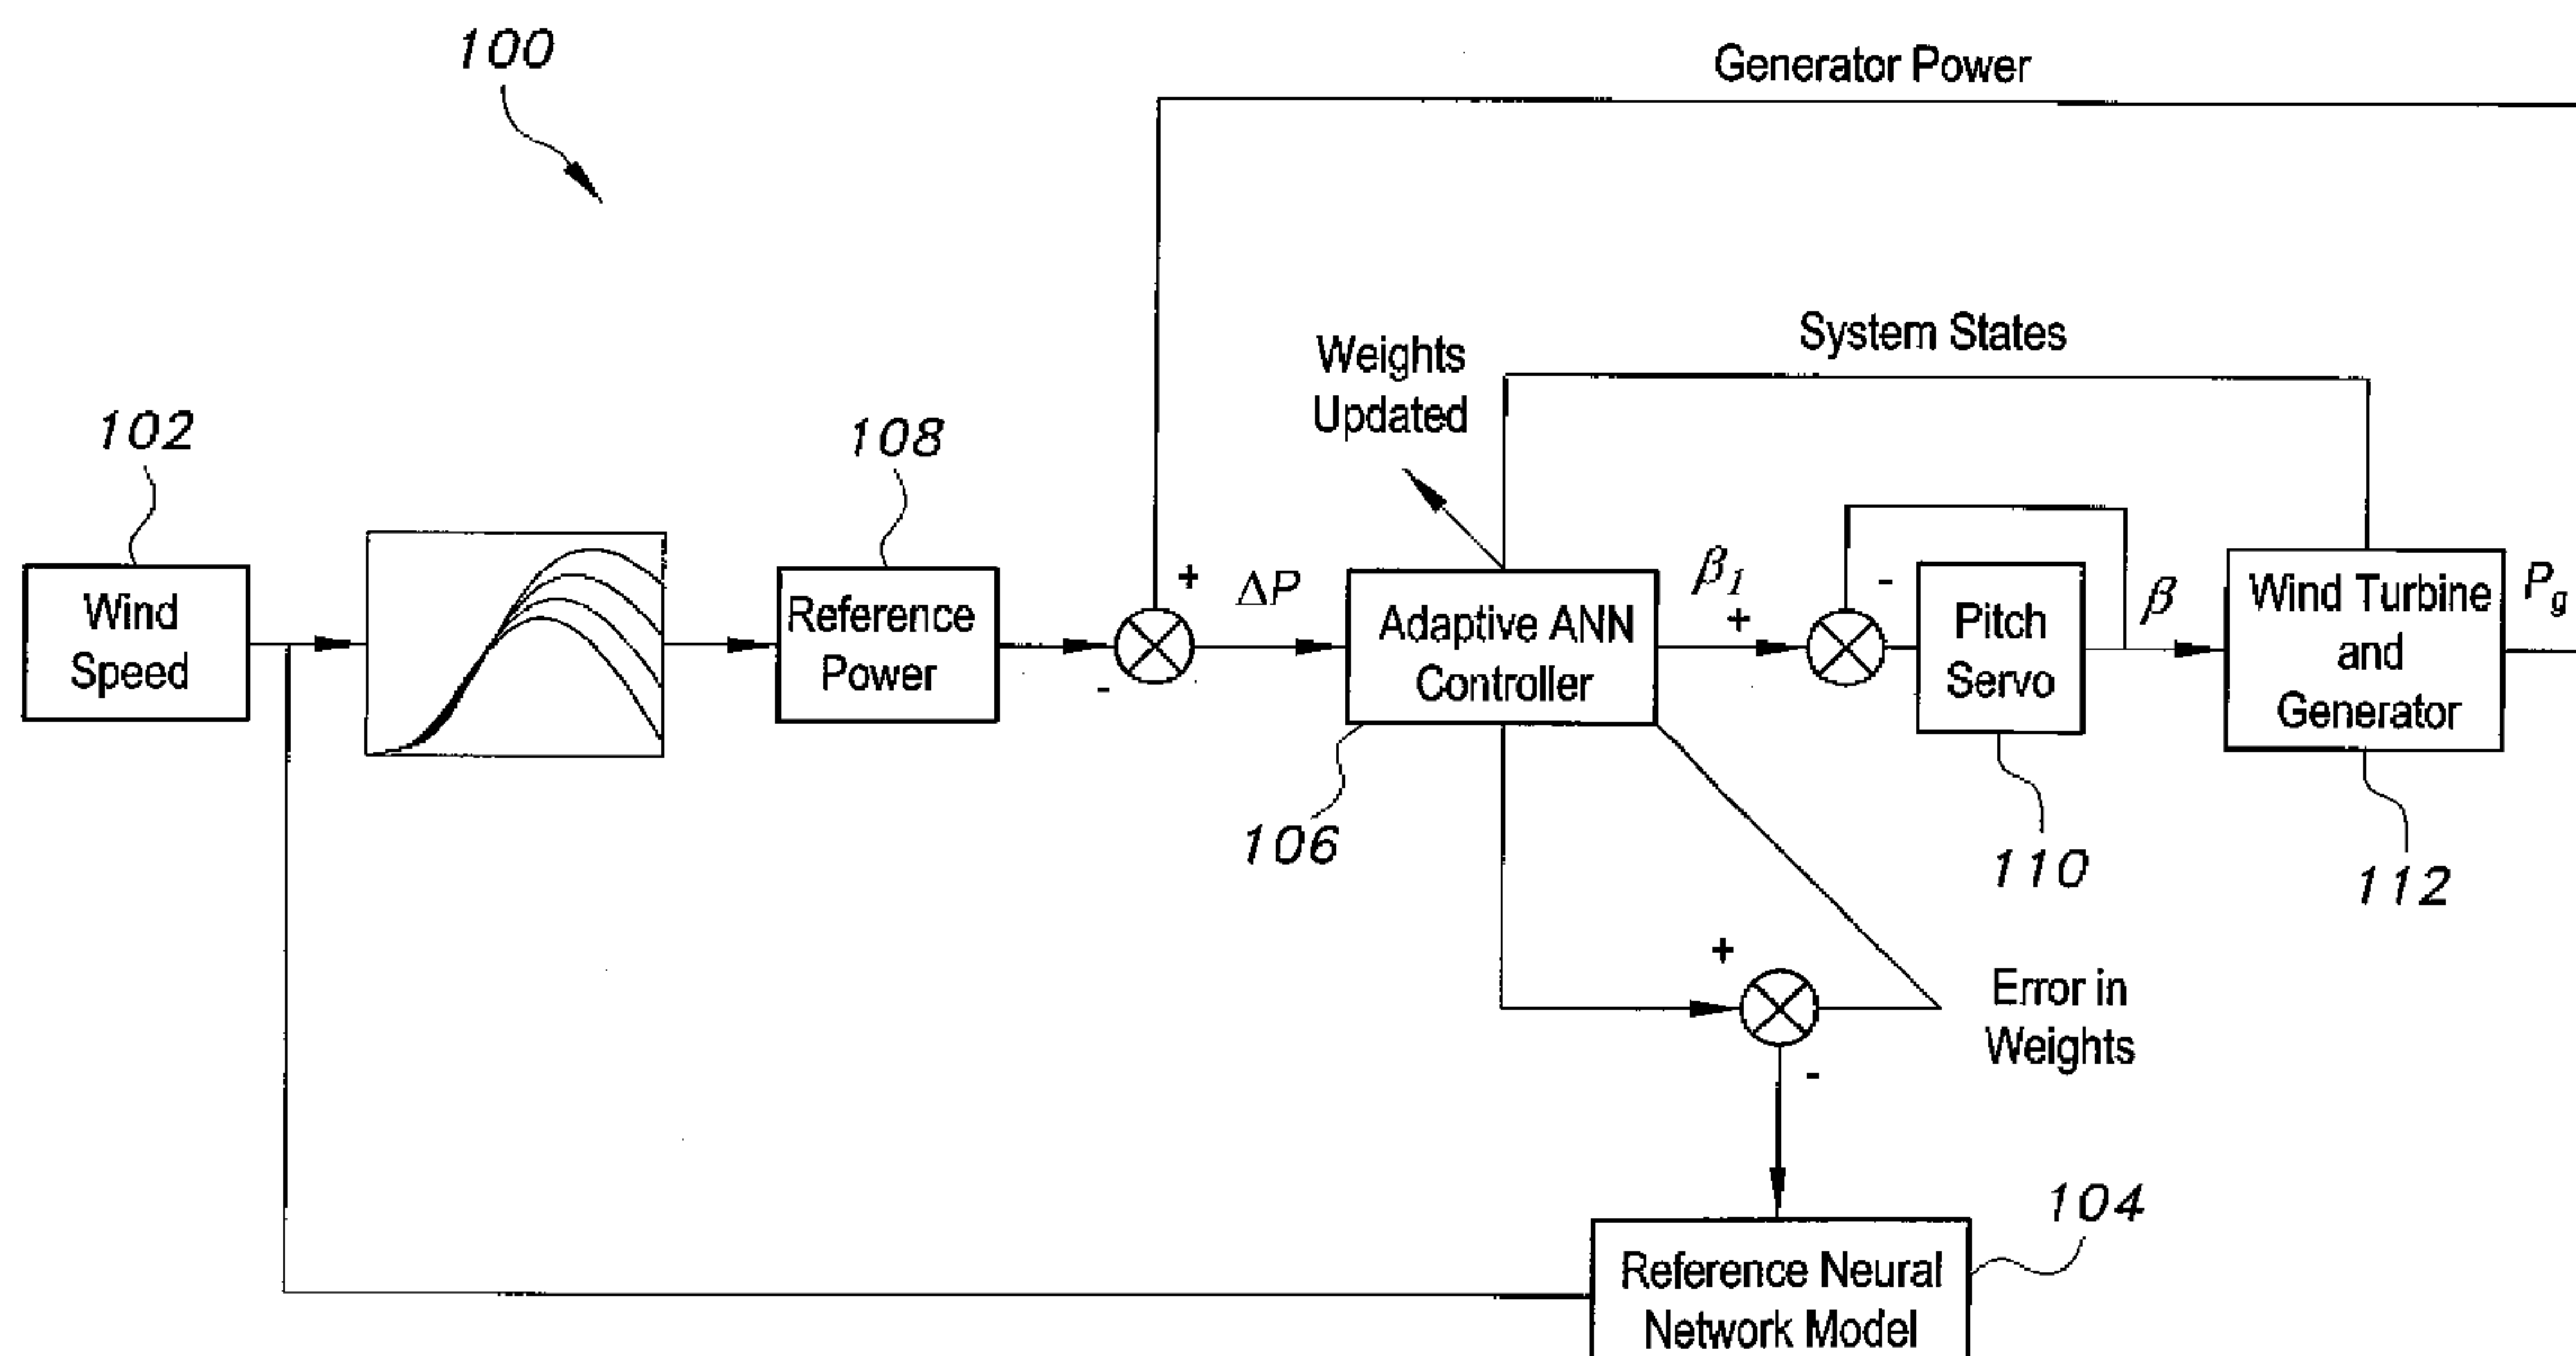 100
Generator Power
System States
Weights
Updated
102
108
Wind
Speed
Reference
Power
+
-
ΔP
Adaptive ANN
Controller
106
β1
+
-
Pitch
Servo
110
β
Wind Turbine
and
Generator
112
Pg
+
-
Error in
Weights
104
Reference Neural
Network Model